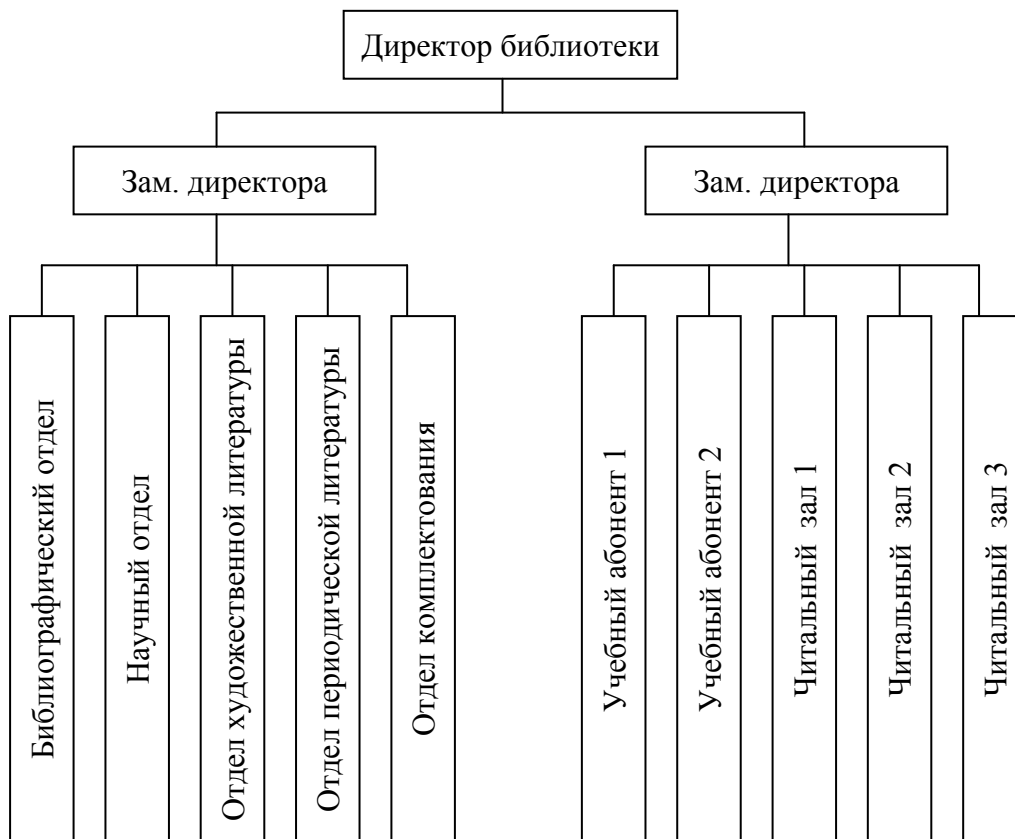 Директор библиотеки
Зам. директора
Зам. директора
Библиографический отдел
Научный отдел
Отдел художественной литературы
Отдел периодической литературы
Отдел комплектования
Учебный абонент 1
Учебный абонент 2
Читальный зал 1
Читальный зал 2
Читальный зал 3